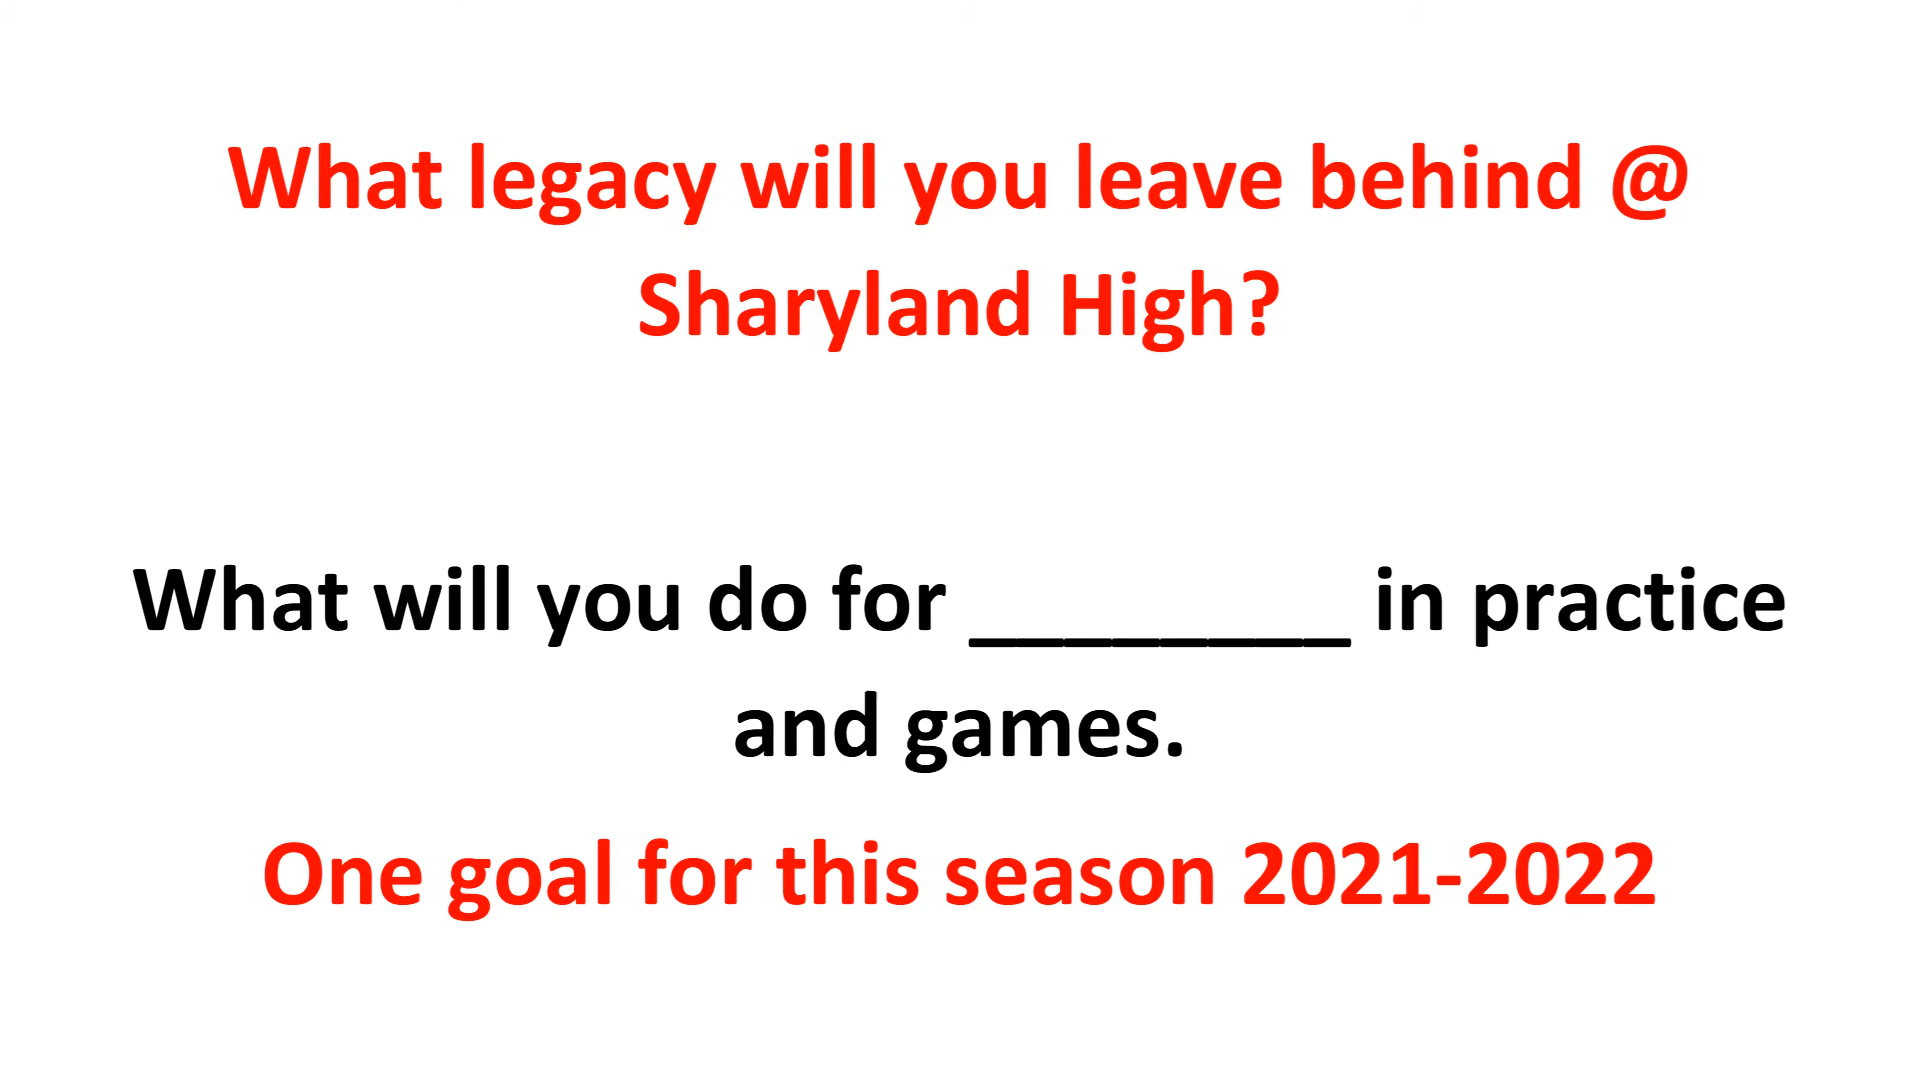 What legacy will you leave behind @
Sharyland High?
What will you do for ________ in practice
and games.
One goal for this season 2021-2022